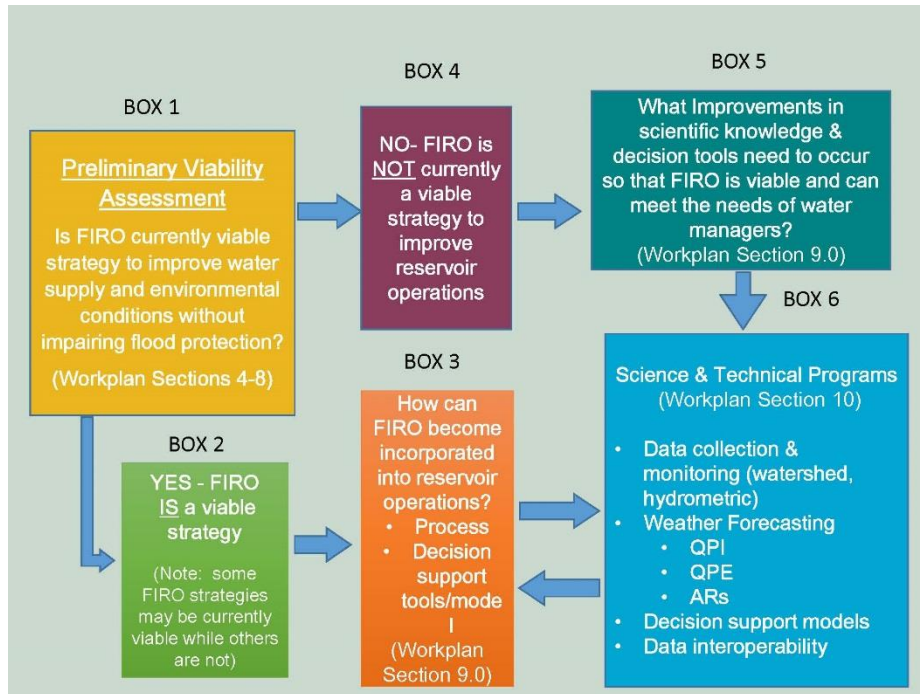 BOX 1
Preliminary Viability
Assessment
Is FIRO currently viable
strategy to improve water
supply and environmental
conditions without
impairing flood protection?
(Workplan Sections 4-8)
BOX 2
YES - FIRO
IS a viable
strategy
(Note: some
FIRO strategies
may be currently
viable while others
are not)
BOX 3
How can
FIRO become
incorporated
into reservoir
operations?
• Process
• Decision
support
tools/mode
l
(Workplan
Section 9.0)
BOX 4
NO- FIRO is
NOT currently
a viable
strategy to
improve
reservoir
operations
BOX 5
What Improvements in
scientific knowledge &
decision tools need to occur
so that FIRO is viable and can
meet the needs of water
managers?
(Workplan Section 9.0)
BOX 6
Science & Technical Programs
(Workplan Section 10)
• Data collection &
monitoring (watershed,
hydrometric)
• Weather Forecasting
• QPI
• QPE
• ARs
• Decision support models
• Data interoperability